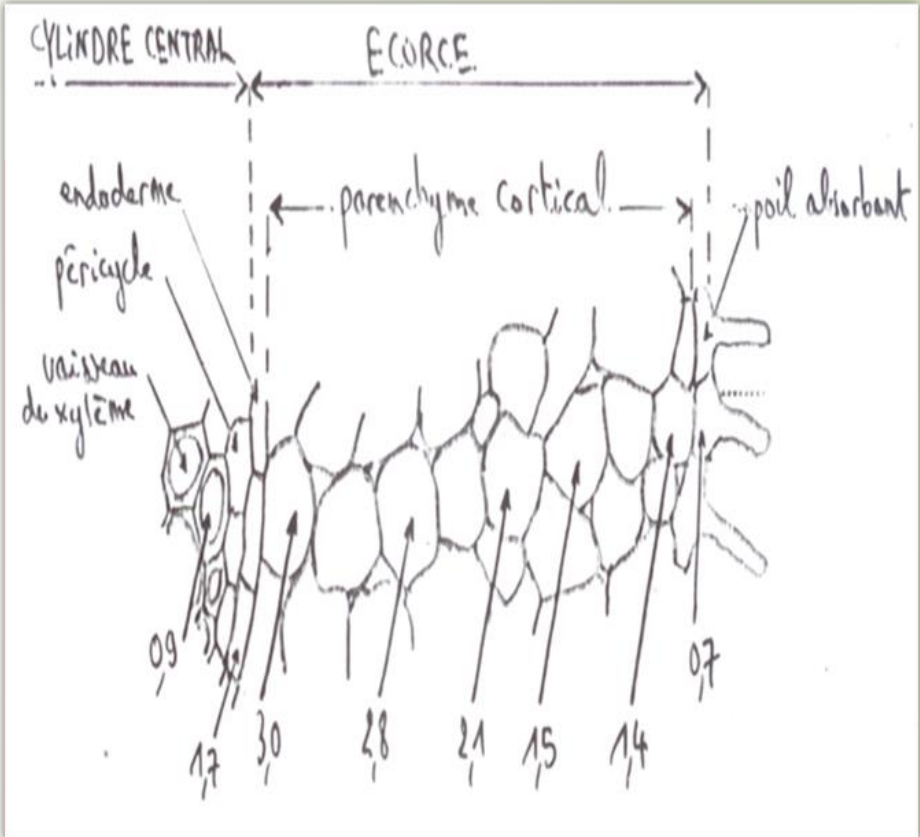 CYLINDRE CENTRAL
ECORCE
endoderme
parenchyme cortical
poil absorbant
péricycle
vaisseau
du xylème
0,9
0,7
1,7
3,0
2,8
2,1
1,5
1,4